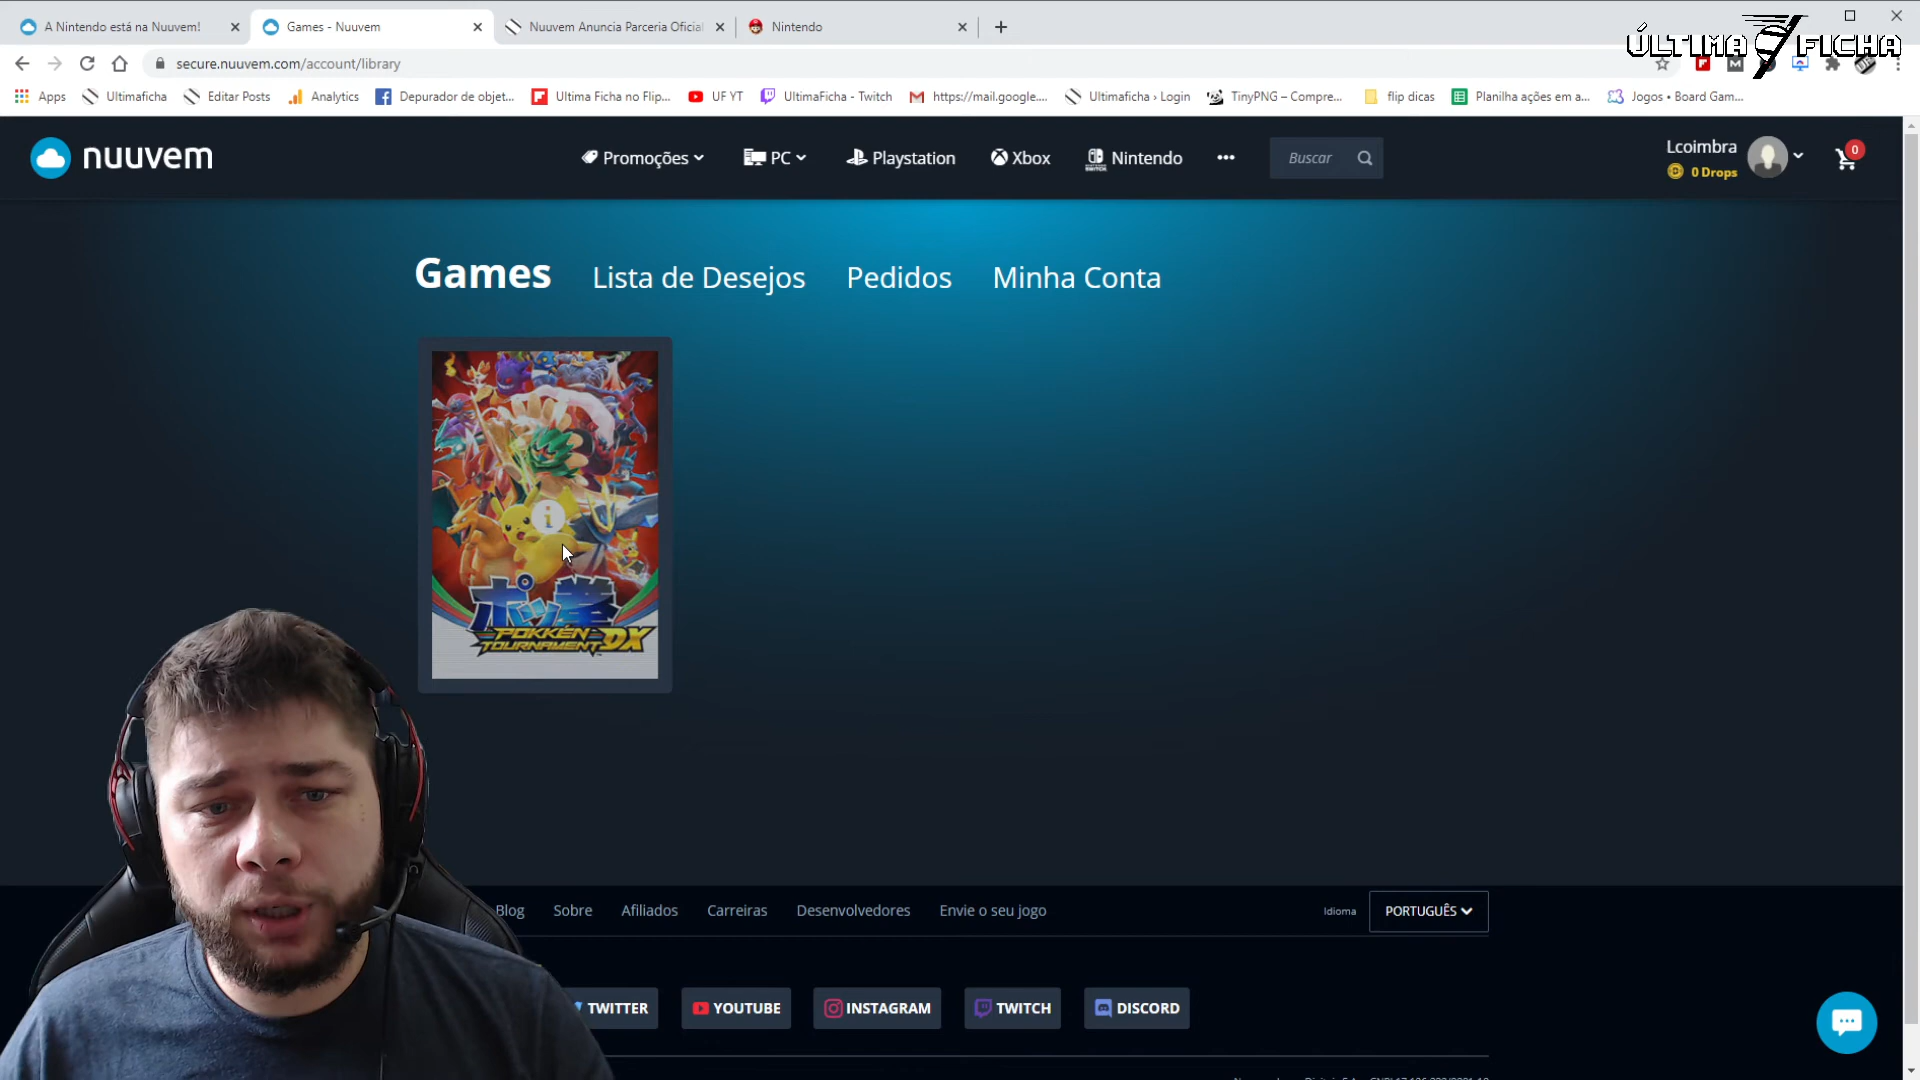 A Nintendo está na Nuuvem!
Games - Nuuvem
Nuuvem Anuncia Parceria Oficial
Nintendo
ÚLTIMA FICHA
secure.nuuvem.com/account/library
Apps
Ultimaficha
Editar Posts
Analytics
Depurador de objet...
Ultima Ficha no Flip...
UF YT
UltimaFicha - Twitch
https://mail.google....
Ultimaficha › Login
TinyPNG – Compre...
flip dicas
Planilha ações em a...
Jogos • Board Gam...
nuuvem
Promoções
PC
Playstation
Xbox
Nintendo
Buscar
Lcoimbra
0 Drops
0
Games
Lista de Desejos
Pedidos
Minha Conta
ポッ拳
POKKÉN
TOURNAMENT DX
Blog
Sobre
Afiliados
Carreiras
Desenvolvedores
Envie o seu jogo
Idioma
PORTUGUÊS
TWITTER
YOUTUBE
INSTAGRAM
TWITCH
DISCORD